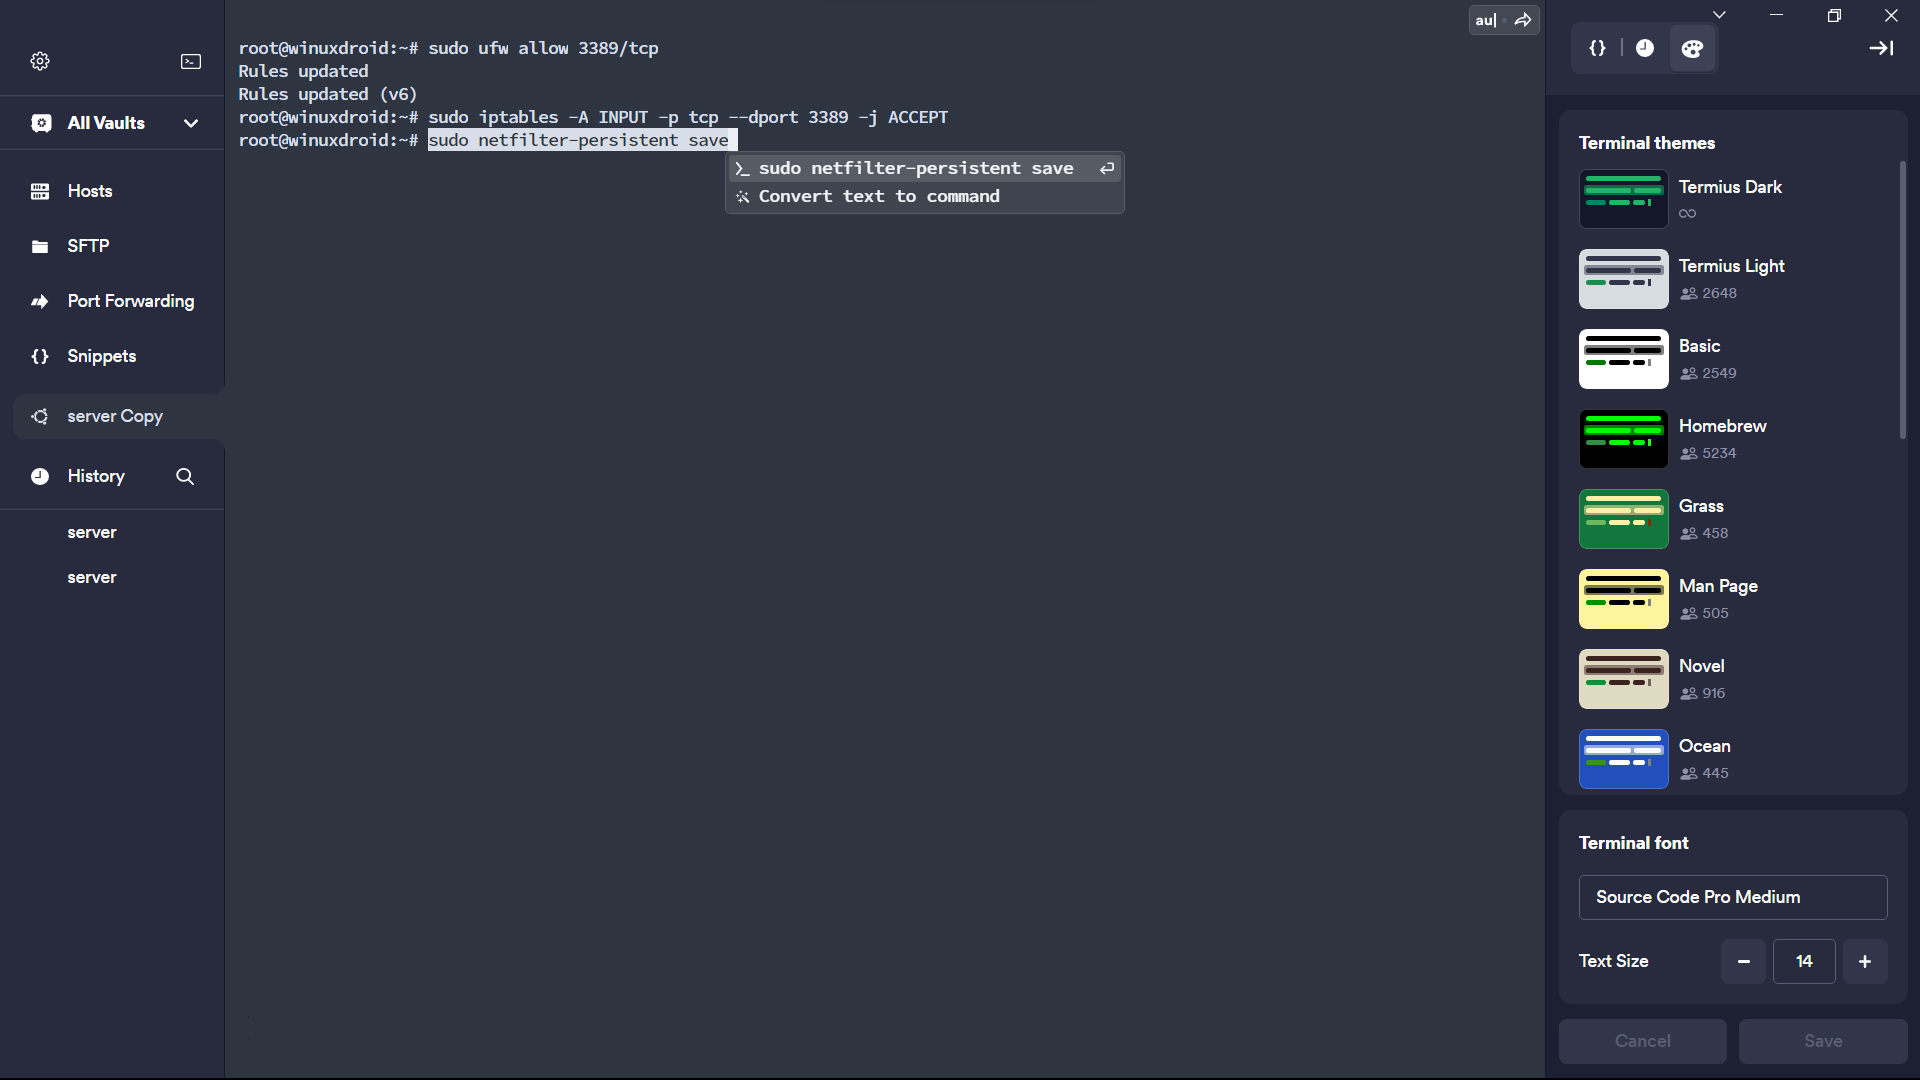 All Vaults
Hosts
SFTP
Port Forwarding
Snippets
server Copy
History
server
server
au|
root@winuxdroid:~# sudo ufw allow 3389/tcp
Rules updated
Rules updated (v6)
root@winuxdroid:~# sudo iptables -A INPUT -p tcp --dport 3389 -j ACCEPT
root@winuxdroid:~# sudo netfilter-persistent save
sudo netfilter-persistent save
Convert text to command
Terminal themes
Termius Dark
∞
Termius Light
2648
Basic
2549
Homebrew
5234
Grass
458
Man Page
505
Novel
916
Ocean
445
Terminal font
Source Code Pro Medium
Text Size
14
Cancel
Save